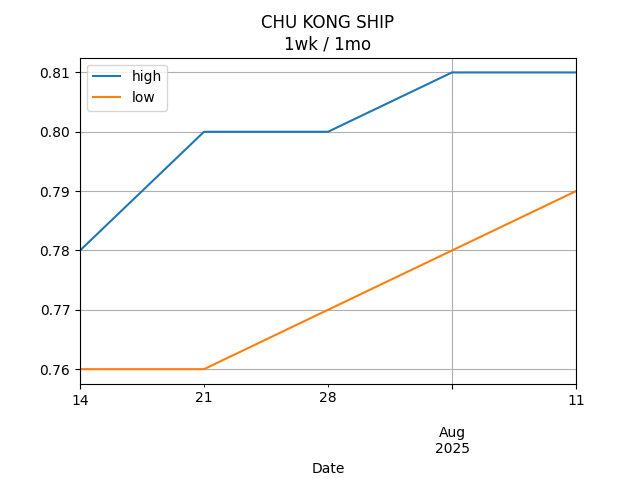 CHU KONG SHIP
1wk / 1mo
high
low
0.81
0.80
0.79
0.78
0.77
0.76
14
21
28
11
Aug
2025
Date